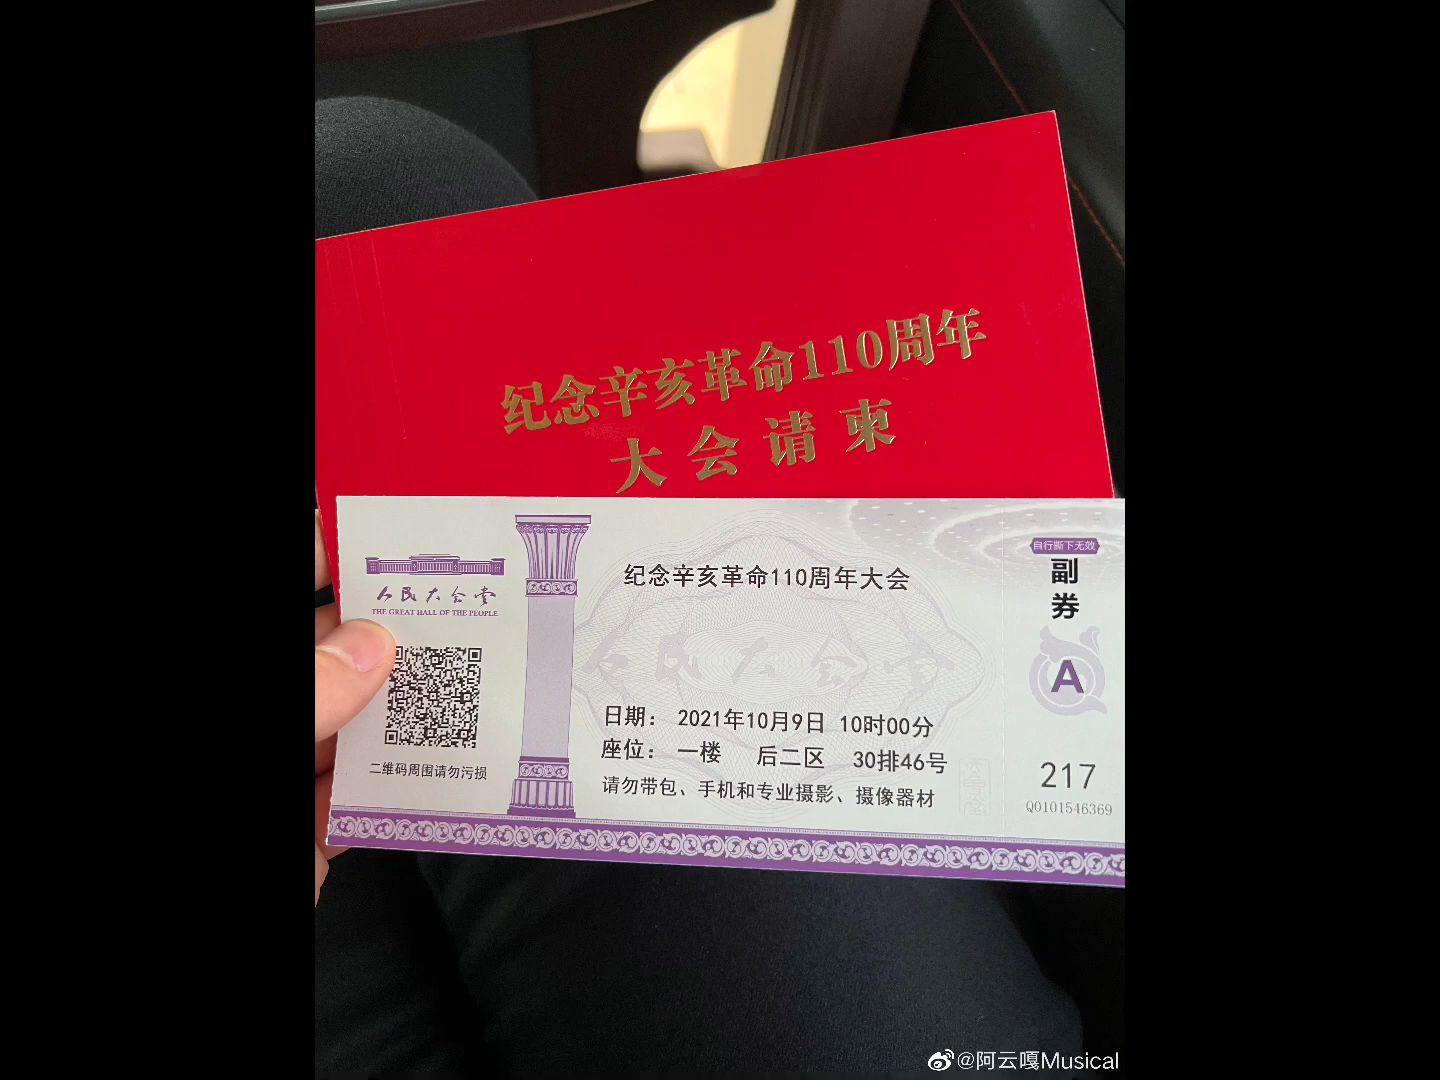 纪念辛亥革命110周年
大会请柬
人民大会堂
THE GREAT HALL OF THE PEOPLE
二维码周围请勿污损
纪念辛亥革命110周年大会
人民大会堂
日期： 2021年10月9日 10时00分
座位： 一楼 后二区 30排46号
请勿带包、手机和专业摄影、摄像器材
自行撕下无效
副券
A
217
Q0101546369
@阿云嘎Musical